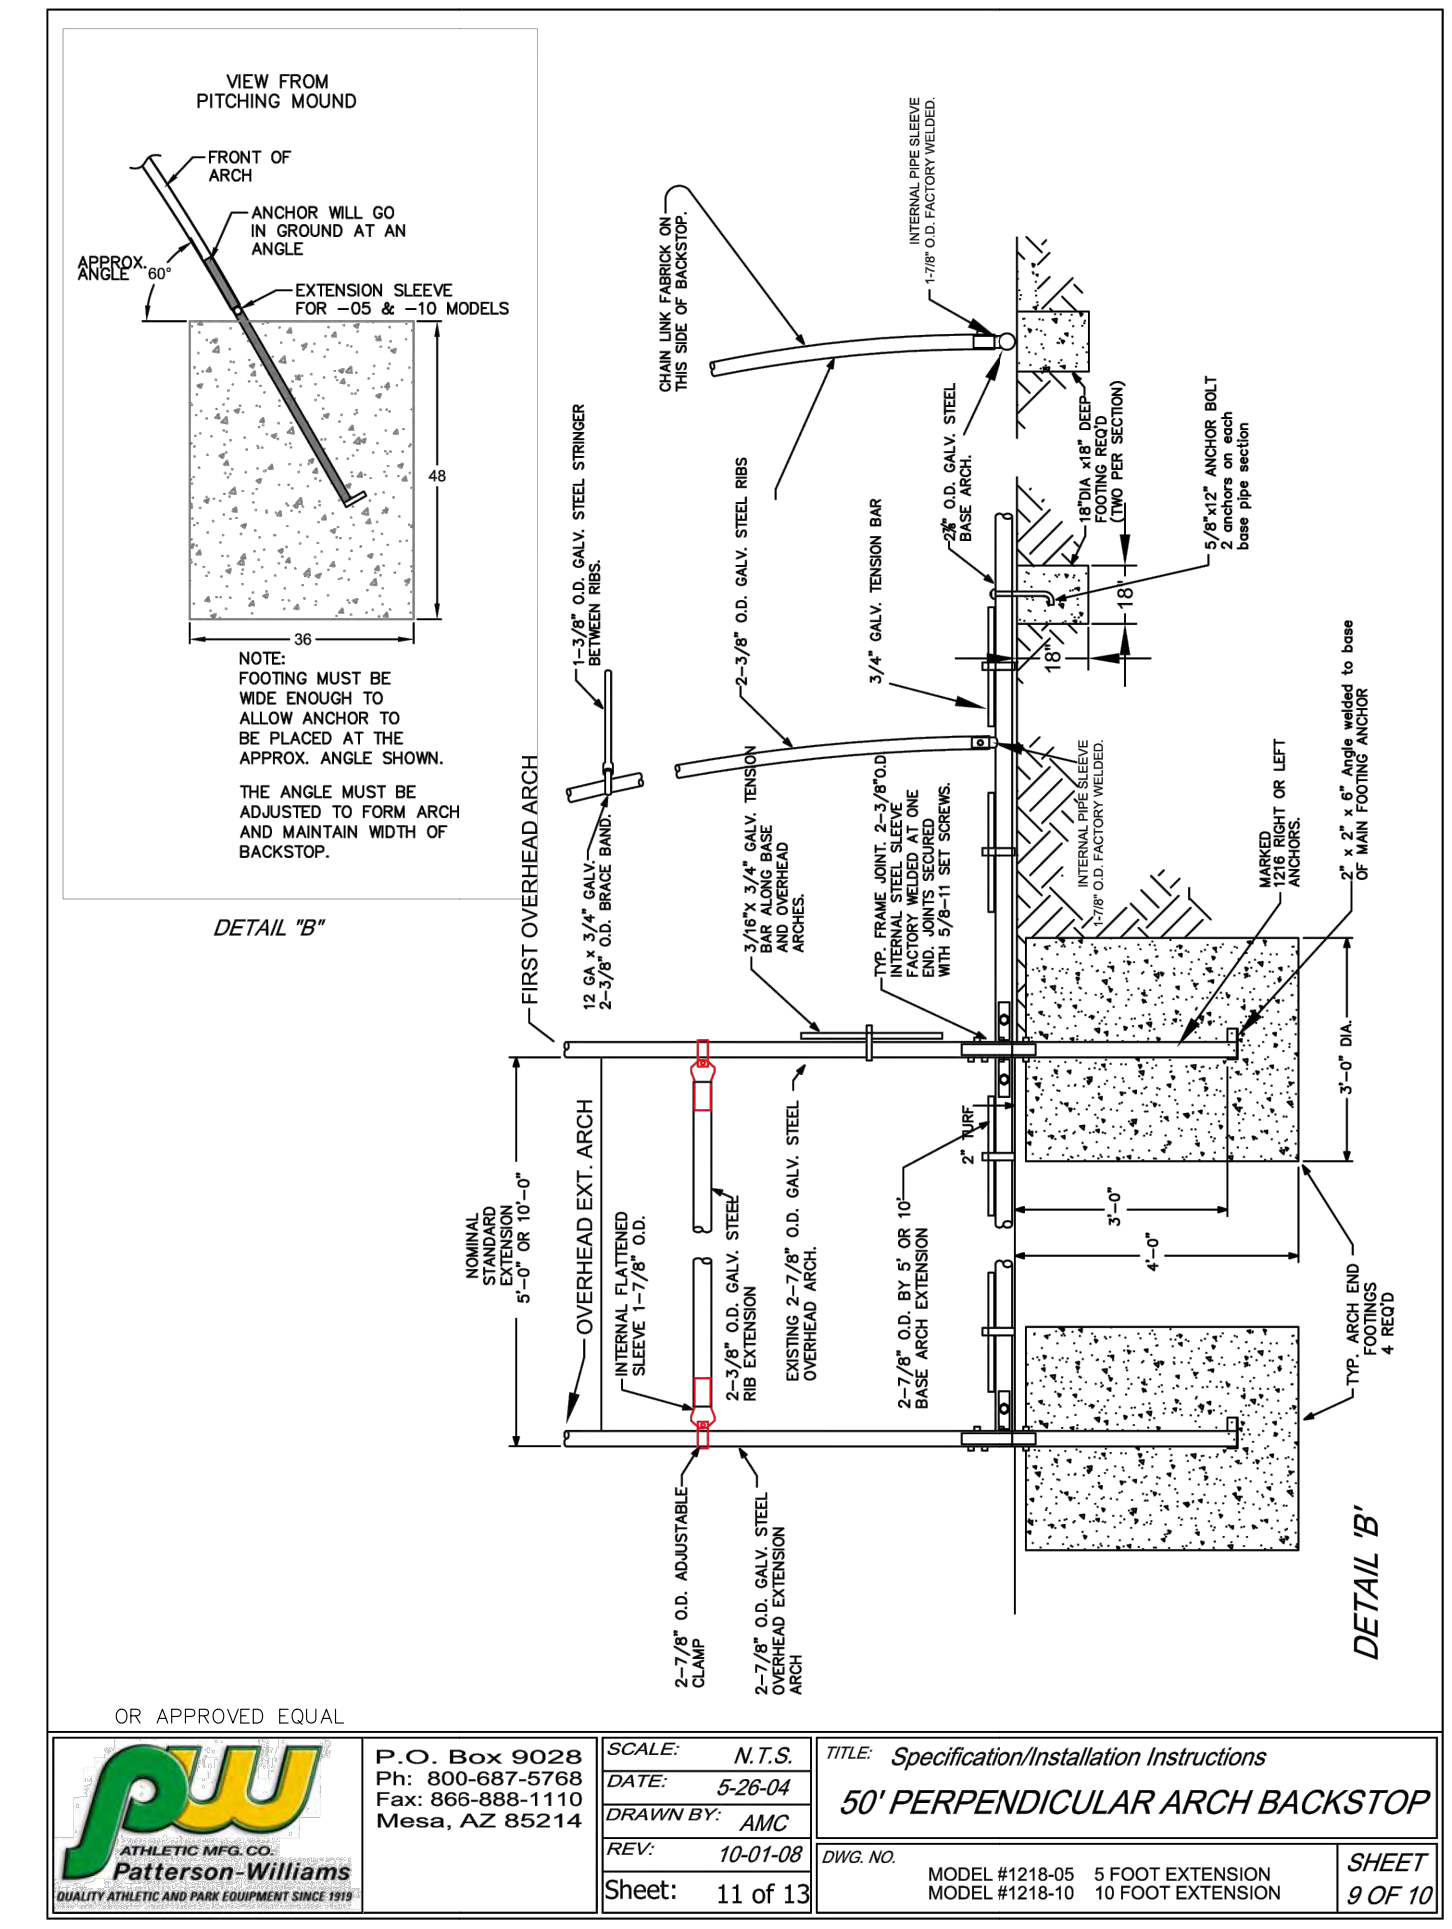 VIEW FROM
PITCHING MOUND
FRONT OF
ARCH
ANCHOR WILL GO
IN GROUND AT AN
ANGLE
APPROX.
ANGLE 60°
EXTENSION SLEEVE
FOR -05 & -10 MODELS
48
36
NOTE:
FOOTING MUST BE
WIDE ENOUGH TO
ALLOW ANCHOR TO
BE PLACED AT THE
APPROX. ANGLE SHOWN.
THE ANGLE MUST BE
ADJUSTED TO FORM ARCH
AND MAINTAIN WIDTH OF
BACKSTOP.
DETAIL "B"
CHAIN LINK FABRICK ON
THIS SIDE OF BACKSTOP.
INTERNAL PIPE SLEEVE
1-7/8" O.D. FACTORY WELDED.
1-3/8" O.D. GALV. STEEL STRINGER
BETWEEN RIBS.
2-3/8" O.D. GALV. STEEL RIBS
3/4" GALV. TENSION BAR
2⅞" O.D. GALV. STEEL
BASE ARCH.
18"DIA x18" DEEP
FOOTING REQ'D
(TWO PER SECTION)
5/8"x12" ANCHOR BOLT
2 anchors on each
base pipe section
18"
18"
FIRST OVERHEAD ARCH
12 GA x 3/4" GALV.
2-3/8" O.D. BRACE BAND.
3/16"X 3/4" GALV. TENSION
BAR ALONG BASE
AND OVERHEAD
ARCHES.
TYP. FRAME JOINT. 2-3/8"O.D
INTERNAL STEEL SLEEVE
FACTORY WELDED AT ONE
END. JOINTS SECURED
WITH 5/8-11 SET SCREWS.
INTERNAL PIPE SLEEVE
1-7/8" O.D. FACTORY WELDED.
MARKED
1216 RIGHT OR LEFT
ANCHORS.
2" x 2" x 6" Angle welded to base
OF MAIN FOOTING ANCHOR
NOMINAL
STANDARD
EXTENSION
5'-0" OR 10'-0"
OVERHEAD EXT. ARCH
INTERNAL FLATTENED
SLEEVE 1-7/8" O.D.
2-3/8" O.D. GALV. STEEL
RIB EXTENSION
EXISTING 2-7/8" O.D. GALV. STEEL
OVERHEAD ARCH.
2-7/8" O.D. BY 5' OR 10'
BASE ARCH EXTENSION
2" TURF
3'-0"
4'-0"
3'-0" DIA.
TYP. ARCH END
FOOTINGS
4 REQ'D
2-7/8" O.D. ADJUSTABLE
CLAMP
2-7/8" O.D. GALV. STEEL
OVERHEAD EXTENSION
ARCH
DETAIL 'B'
OR APPROVED EQUAL
PW
ATHLETIC MFG. CO.
Patterson-Williams
QUALITY ATHLETIC AND PARK EQUIPMENT SINCE 1919
P.O. Box 9028
Ph: 800-687-5768
Fax: 866-888-1110
Mesa, AZ 85214
SCALE: N.T.S.
DATE: 5-26-04
DRAWN BY: AMC
REV: 10-01-08
Sheet: 11 of 13
TITLE: Specification/Installation Instructions
50' PERPENDICULAR ARCH BACKSTOP
DWG. NO.
MODEL #1218-05 5 FOOT EXTENSION
MODEL #1218-10 10 FOOT EXTENSION
SHEET
9 OF 10